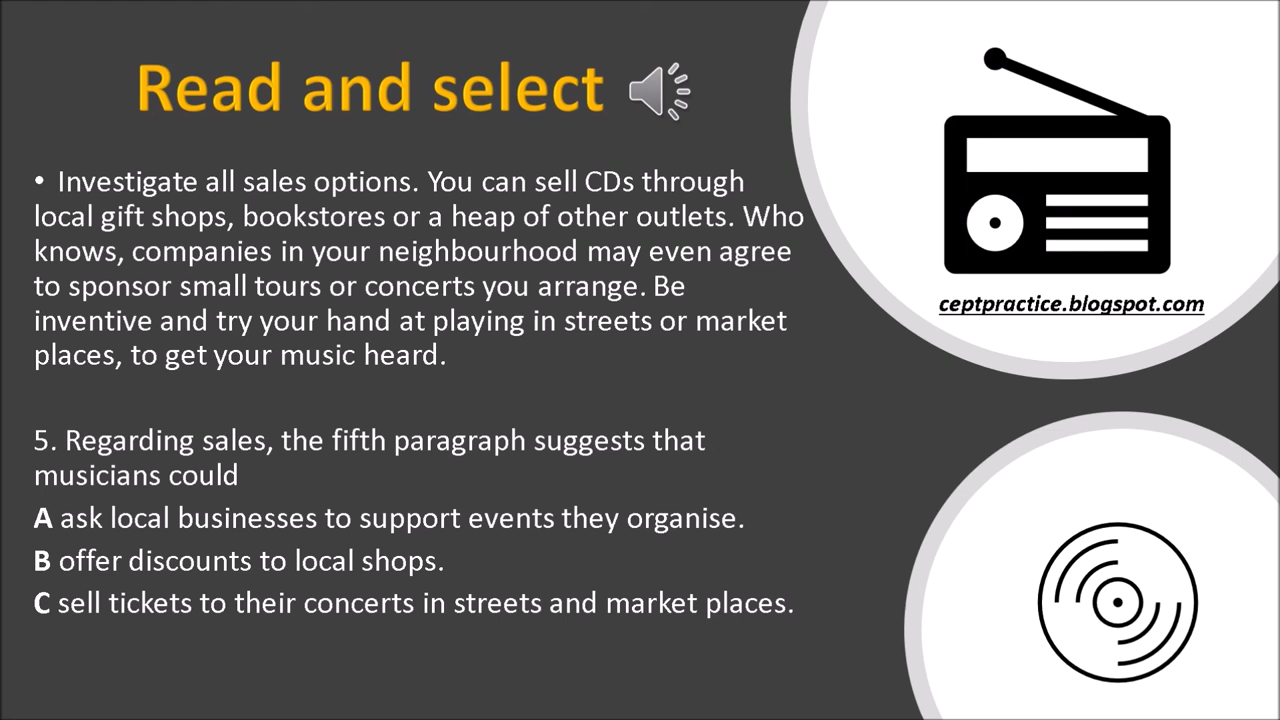 Read and select
• Investigate all sales options. You can sell CDs through
local gift shops, bookstores or a heap of other outlets. Who
knows, companies in your neighbourhood may even agree
to sponsor small tours or concerts you arrange. Be
inventive and try your hand at playing in streets or market
places, to get your music heard.
5. Regarding sales, the fifth paragraph suggests that
musicians could
A ask local businesses to support events they organise.
B offer discounts to local shops.
C sell tickets to their concerts in streets and market places.
ceptpractice.blogspot.com